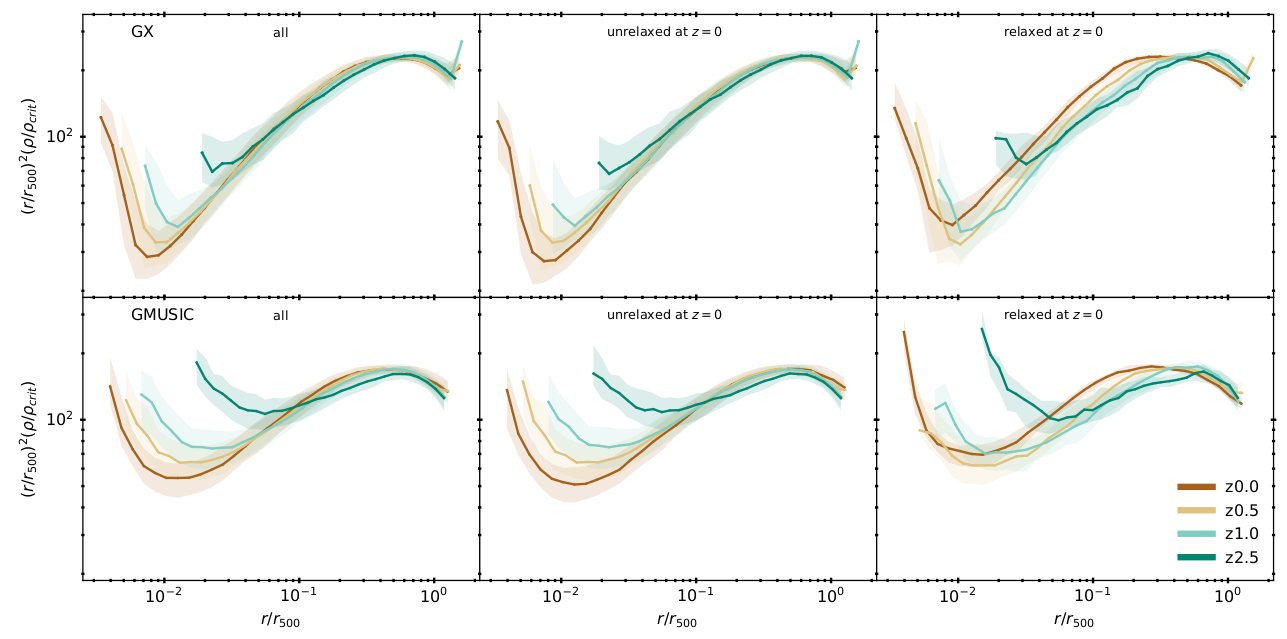 GX all unrelaxed at z = 0 relaxed at z = 0
(r/r500)²(ρ/ρcrit)
10²
GMUSIC all unrelaxed at z = 0 relaxed at z = 0
(r/r500)²(ρ/ρcrit)
10²
z0.0
z0.5
z1.0
z2.5
10⁻² 10⁻¹ 10⁰ 10⁻² 10⁻¹ 10⁰ 10⁻² 10⁻¹ 10⁰
r/r500 r/r500 r/r500